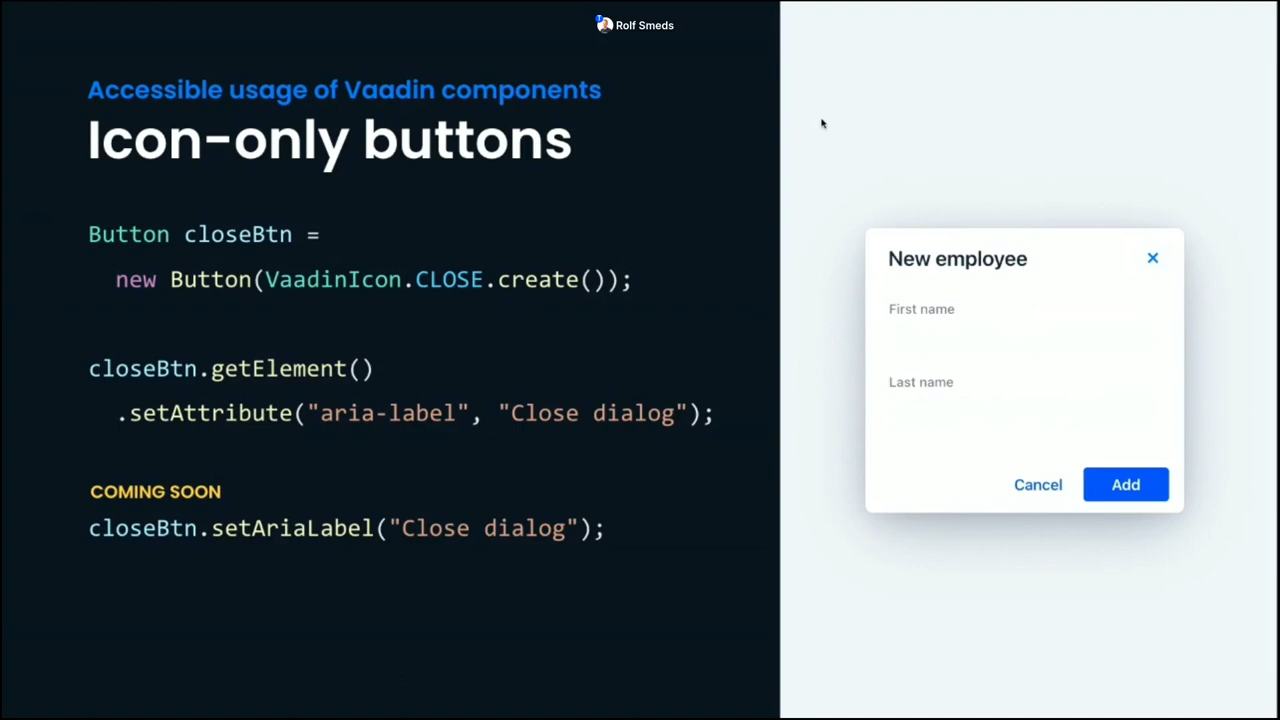 Rolf Smeds
Accessible usage of Vaadin components
Icon-only buttons
Button closeBtn =
new Button(VaadinIcon.CLOSE.create());
closeBtn.getElement()
.setAttribute("aria-label", "Close dialog");
COMING SOON
closeBtn.setAriaLabel("Close dialog");
New employee
First name
Last name
Cancel
Add